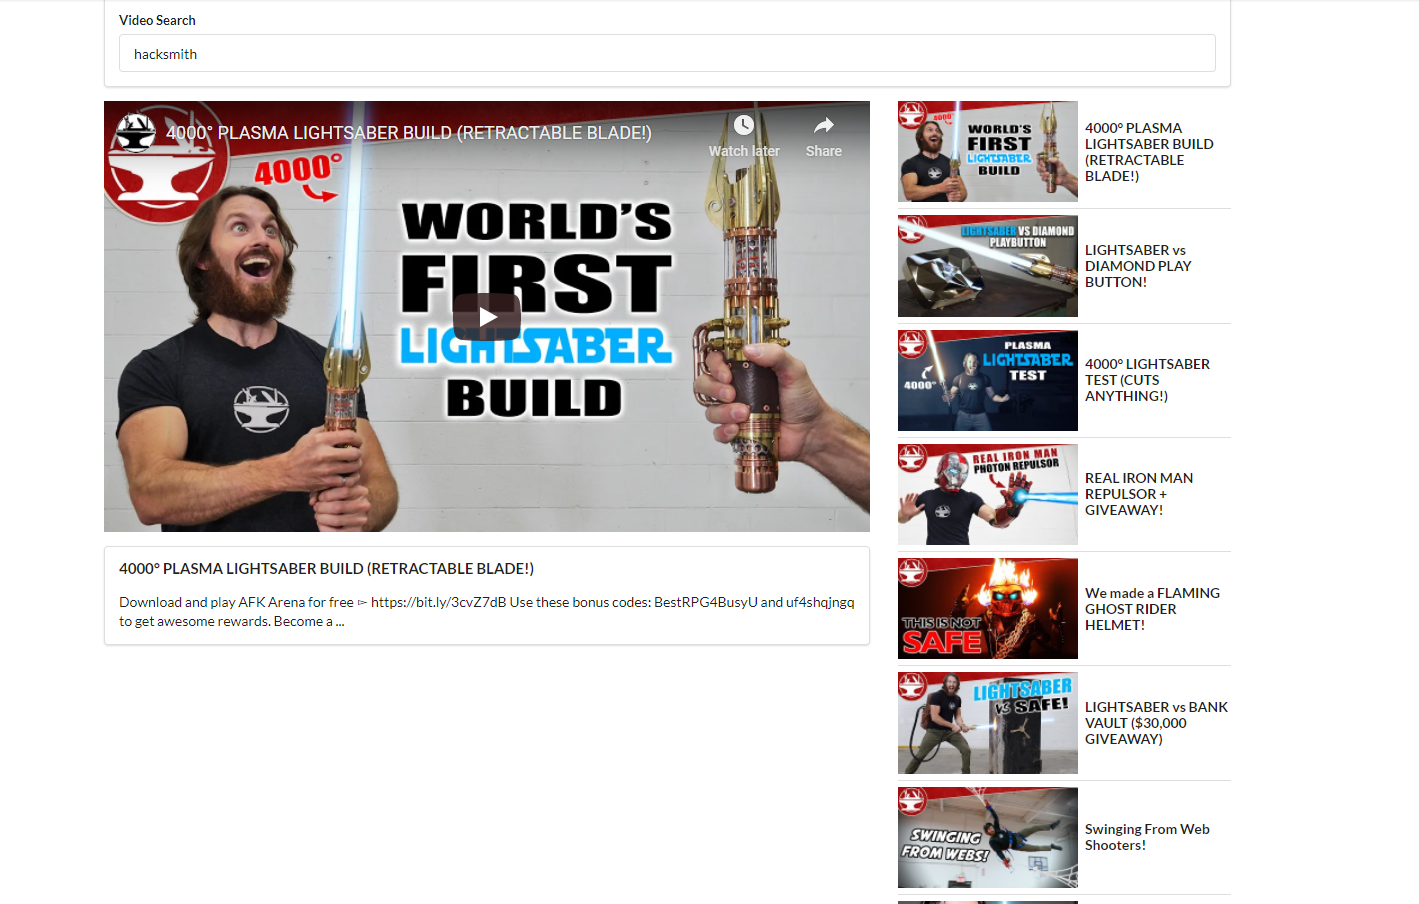 Video Search
hacksmith
4000° PLASMA LIGHTSABER BUILD (RETRACTABLE BLADE!)
Watch later
Share
4000°
WORLD'S
FIRST
LIGHTSABER
BUILD
4000° PLASMA LIGHTSABER BUILD (RETRACTABLE BLADE!)
Download and play AFK Arena for free ➣ https://bit.ly/3cvZ7dB Use these bonus codes: BestRPG4BusyU and uf4shqjngq
to get awesome rewards. Become a ...
4000°
WORLD'S
FIRST
LIGHTSABER
BUILD
4000° PLASMA
LIGHTSABER BUILD
(RETRACTABLE
BLADE!)
LIGHTSABER VS DIAMOND
PLAYBUTTON
LIGHTSABER vs
DIAMOND PLAY
BUTTON!
PLASMA
LIGHTSABER
TEST
4000°
4000° LIGHTSABER
TEST (CUTS
ANYTHING!)
REAL IRON MAN
PHOTON REPULSOR
REAL IRON MAN
REPULSOR +
GIVEAWAY!
THIS IS NOT
SAFE
We made a FLAMING
GHOST RIDER
HELMET!
LIGHTSABER
VS SAFE!
LIGHTSABER vs BANK
VAULT ($30,000
GIVEAWAY)
SWINGING
FROM WEBS!
Swinging From Web
Shooters!